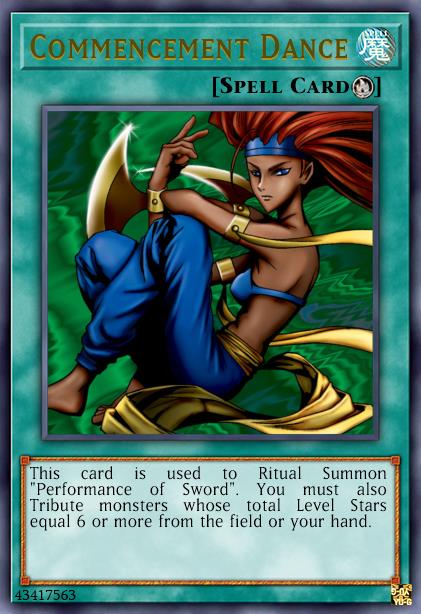 COMMENCEMENT DANCE
SPELL
魔
[SPELL CARD]
This card is used to Ritual Summon
"Performance of Sword". You must also
Tribute monsters whose total Level Stars
equal 6 or more from the field or your hand.
43417563